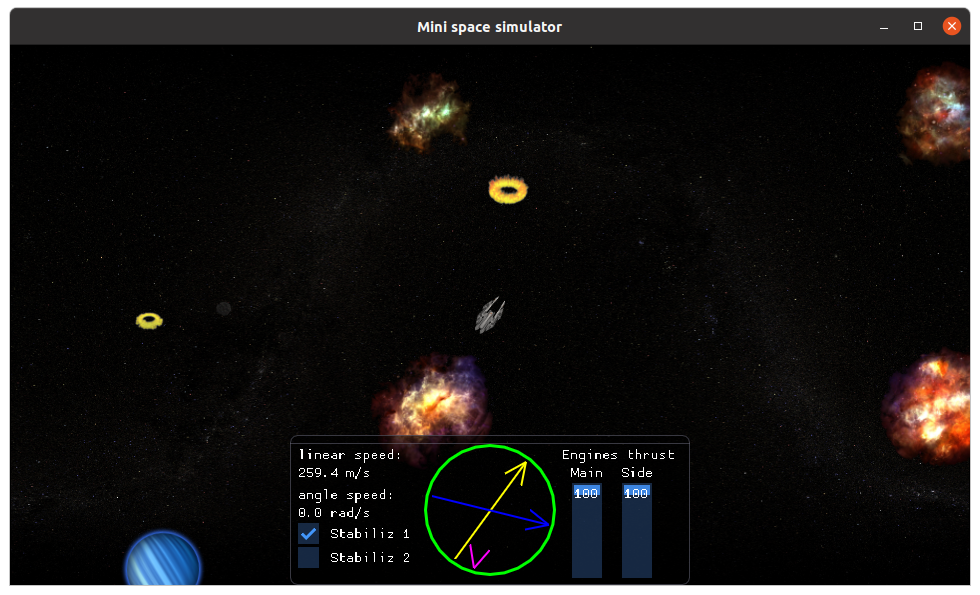 Mini space simulator
linear speed:
259.4 m/s
angle speed:
0.0 rad/s
Stabiliz 1
Stabiliz 2
Engines thrust
Main Side
100 100